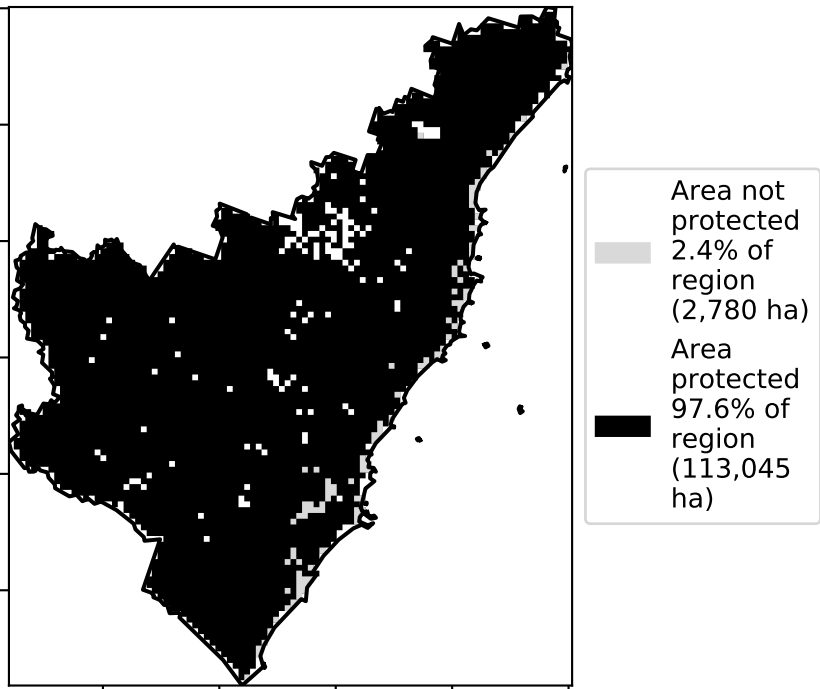 Area not
protected
2.4% of
region
(2,780 ha)
Area
protected
97.6% of
region
(113,045
ha)